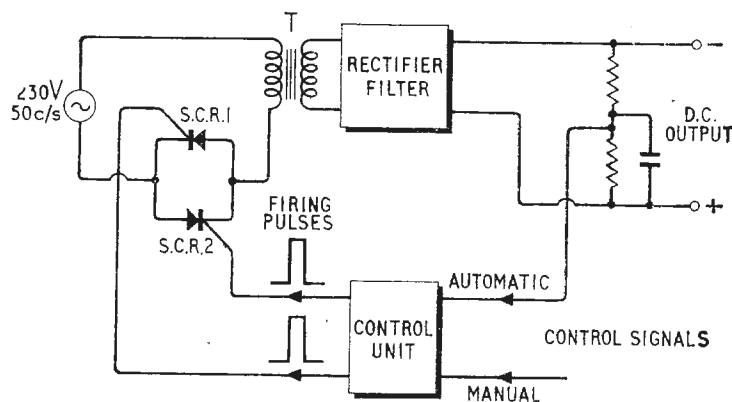 T
230V
50c/s
RECTIFIER
FILTER
−
S.C.R.1
D.C.
OUTPUT
FIRING
PULSES
+
S.C.R.2
AUTOMATIC
CONTROL
UNIT
CONTROL SIGNALS
MANUAL